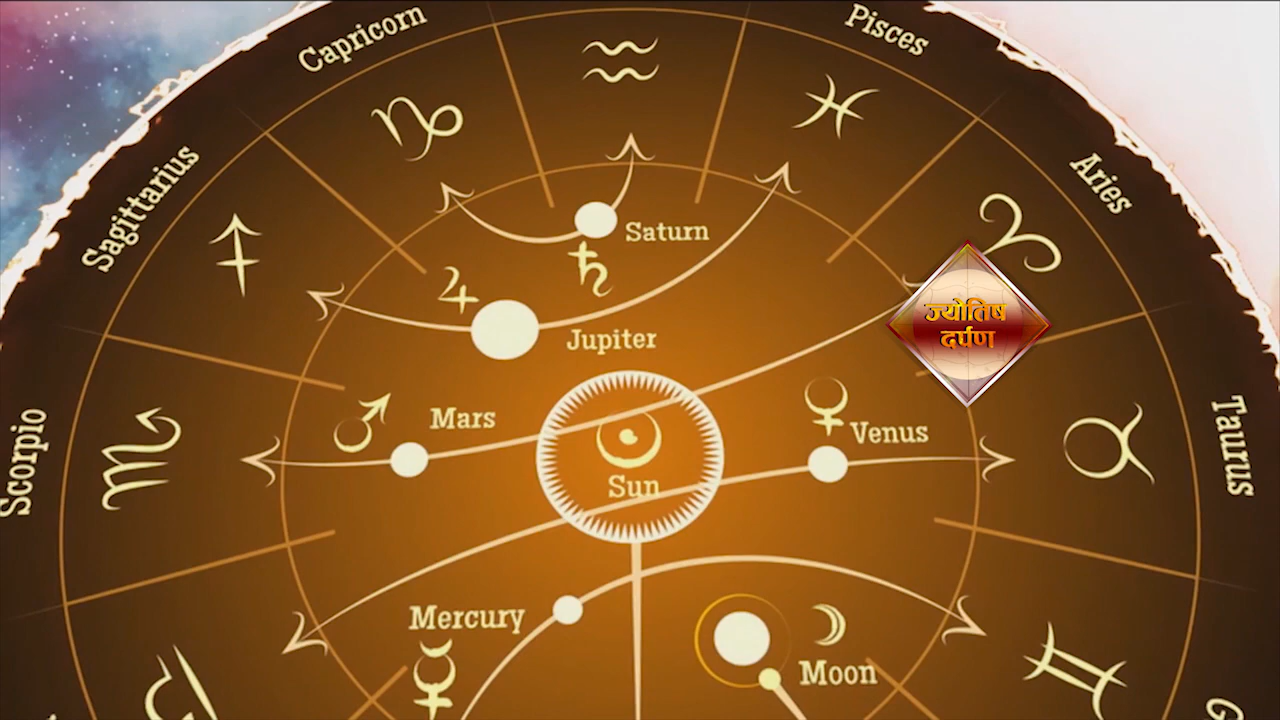 Capricorn
Pisces
Sagittarius
Aries
Saturn
ज्योतिष
दर्पण
Jupiter
Scorpio
Mars
Venus
Taurus
Sun
Mercury
Moon